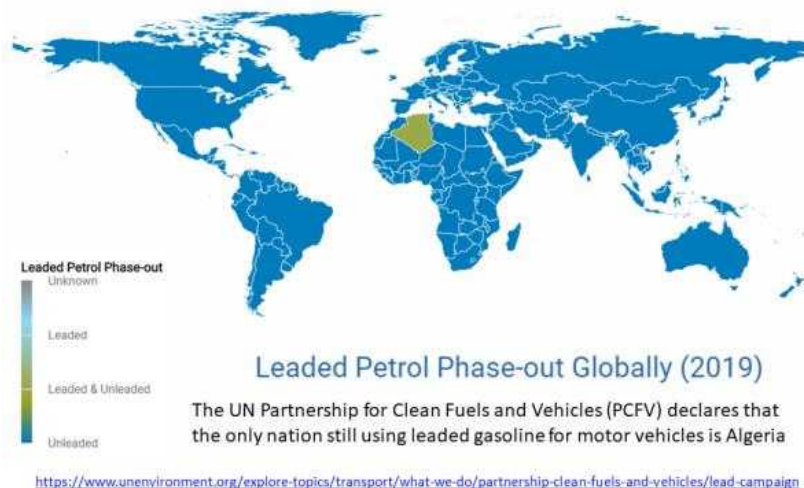 Leaded Petrol Phase-out
Unknown
Leaded
Leaded & Unleaded
Unleaded
Leaded Petrol Phase-out Globally (2019)
The UN Partnership for Clean Fuels and Vehicles (PCFV) declares that
the only nation still using leaded gasoline for motor vehicles is Algeria
https://www.unenvironment.org/explore-topics/transport/what-we-do/partnership-clean-fuels-and-vehicles/lead-campaign